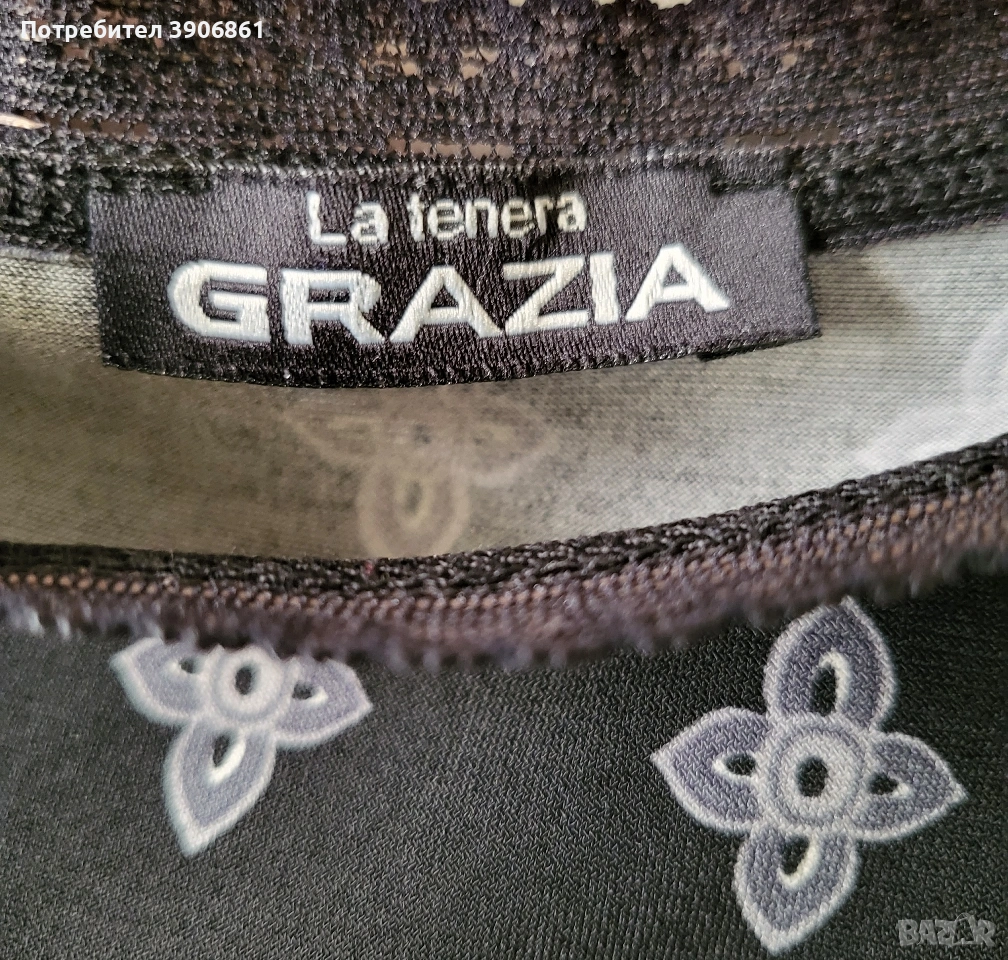 Потребител 3906861
La tenera
GRAZIA
BAZAR